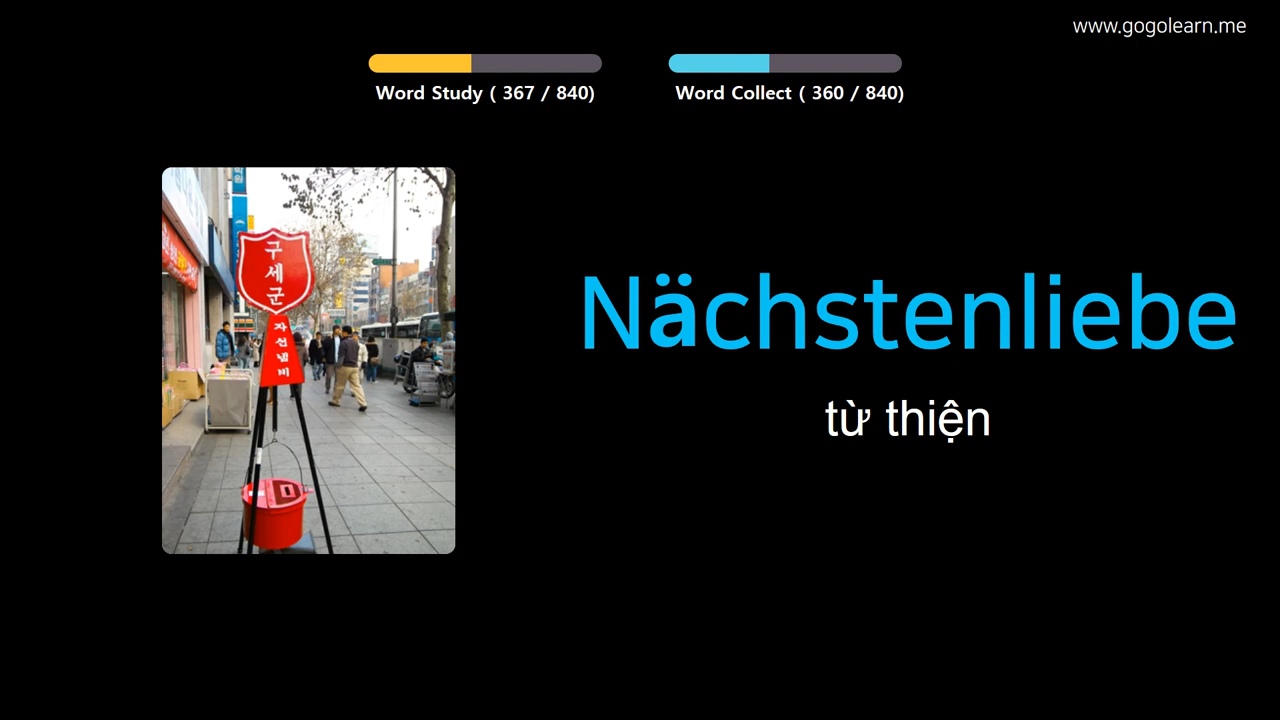 www.gogolearn.me
Word Study ( 367 / 840)
Word Collect ( 360 / 840)
구세군
자선냄비
Nächstenliebe
từ thiện